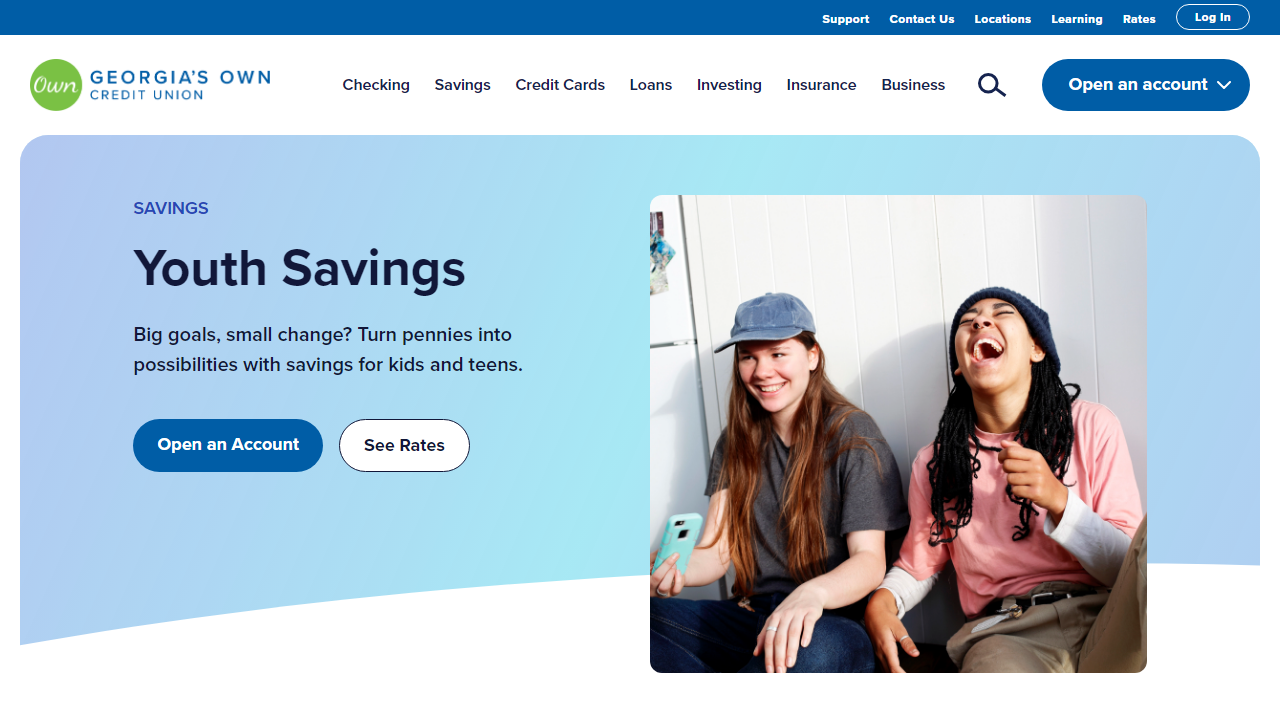 Support
Contact Us
Locations
Learning
Rates
Log In
Own
GEORGIA'S OWN
CREDIT UNION
Checking
Savings
Credit Cards
Loans
Investing
Insurance
Business
Open an account
SAVINGS
Youth Savings
Big goals, small change? Turn pennies into
possibilities with savings for kids and teens.
Open an Account
See Rates